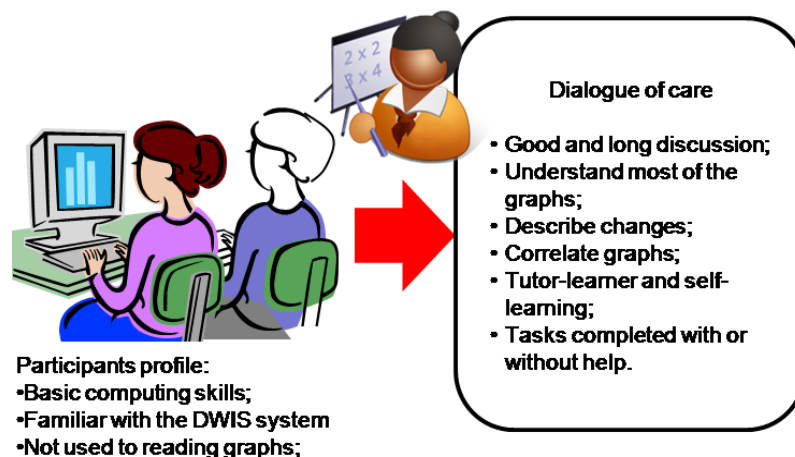 2 x 2
3 x 4
Dialogue of care
• Good and long discussion;
• Understand most of the
graphs;
• Describe changes;
• Correlate graphs;
• Tutor-learner and self-
learning;
• Tasks completed with or
without help.
Participants profile:
•Basic computing skills;
•Familiar with the DWIS system
•Not used to reading graphs;